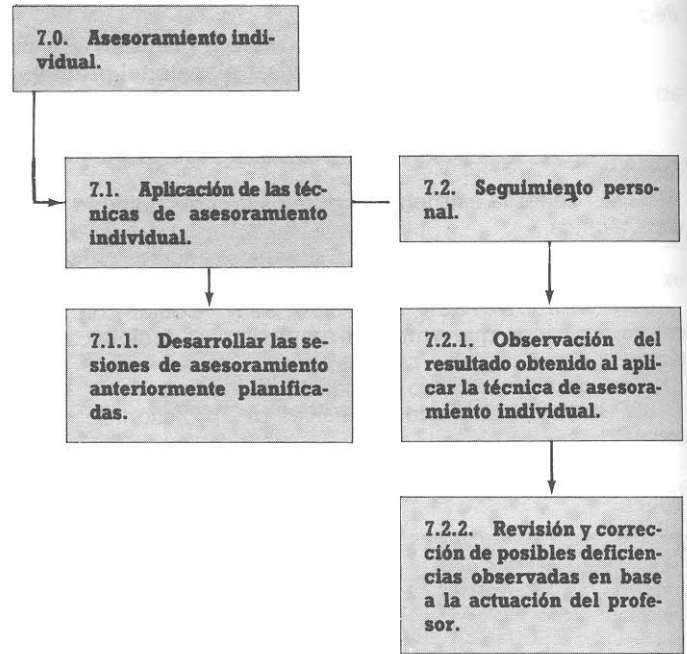 7.0. Asesoramiento indi-
vidual.
7.1. Aplicación de las téc-
nicas de asesoramiento
individual.
7.2. Seguimiento perso-
nal.
7.1.1. Desarrollar las se-
siones de asesoramiento
anteriormente planifica-
das.
7.2.1. Observación del
resultado obtenido al apli-
car la técnica de asesora-
miento individual.
7.2.2. Revisión y correc-
ción de posibles deficien-
cias observadas en base
a la actuación del profe-
sor.